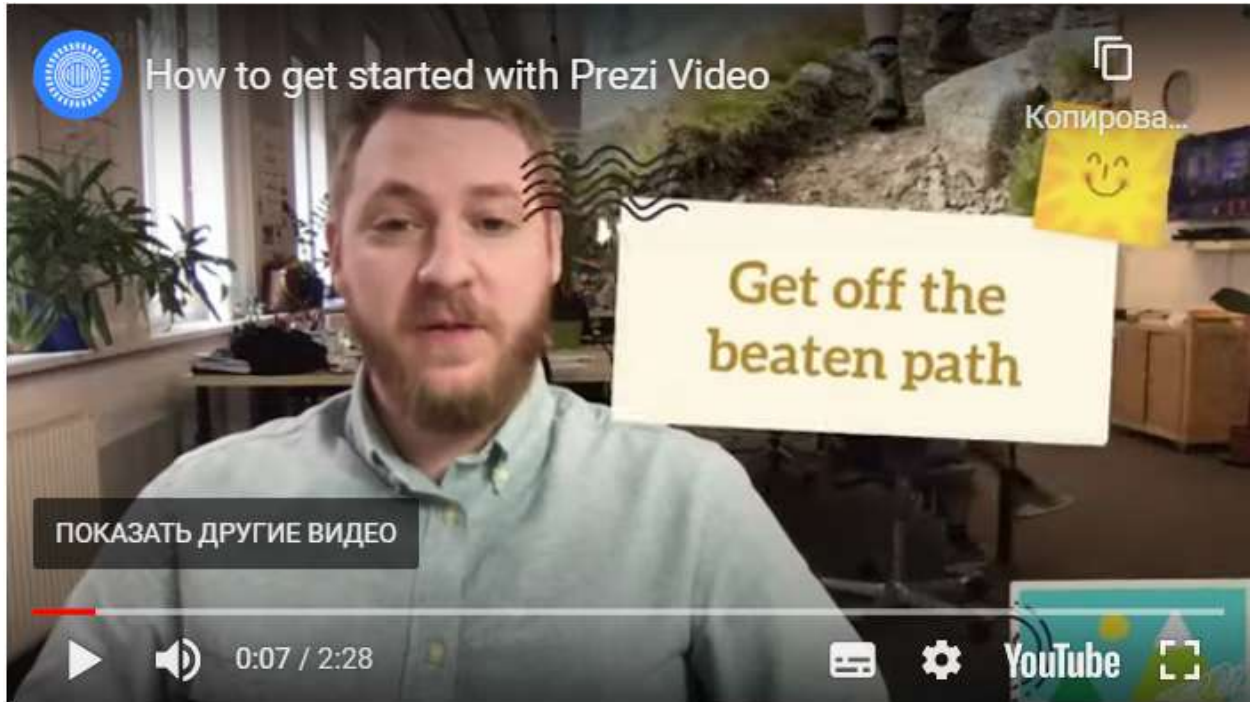 How to get started with Prezi Video
Копирова...
Get off the
beaten path
ПОКАЗАТЬ ДРУГИЕ ВИДЕО
0:07 / 2:28
YouTube